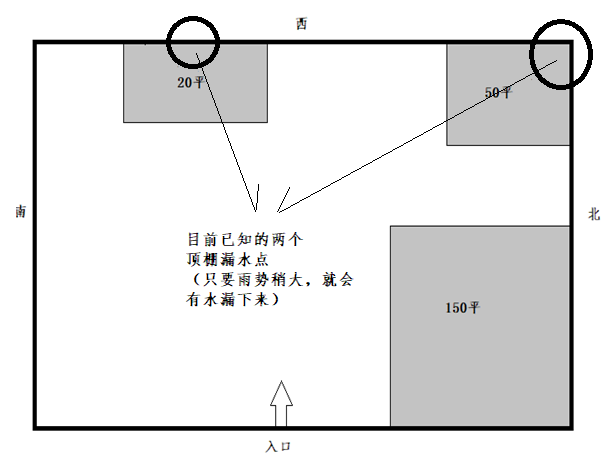 西
20平
50平
南
北
目前已知的两个
顶棚漏水点
（只要雨势稍大，就会
有水漏下来）
150平
入口